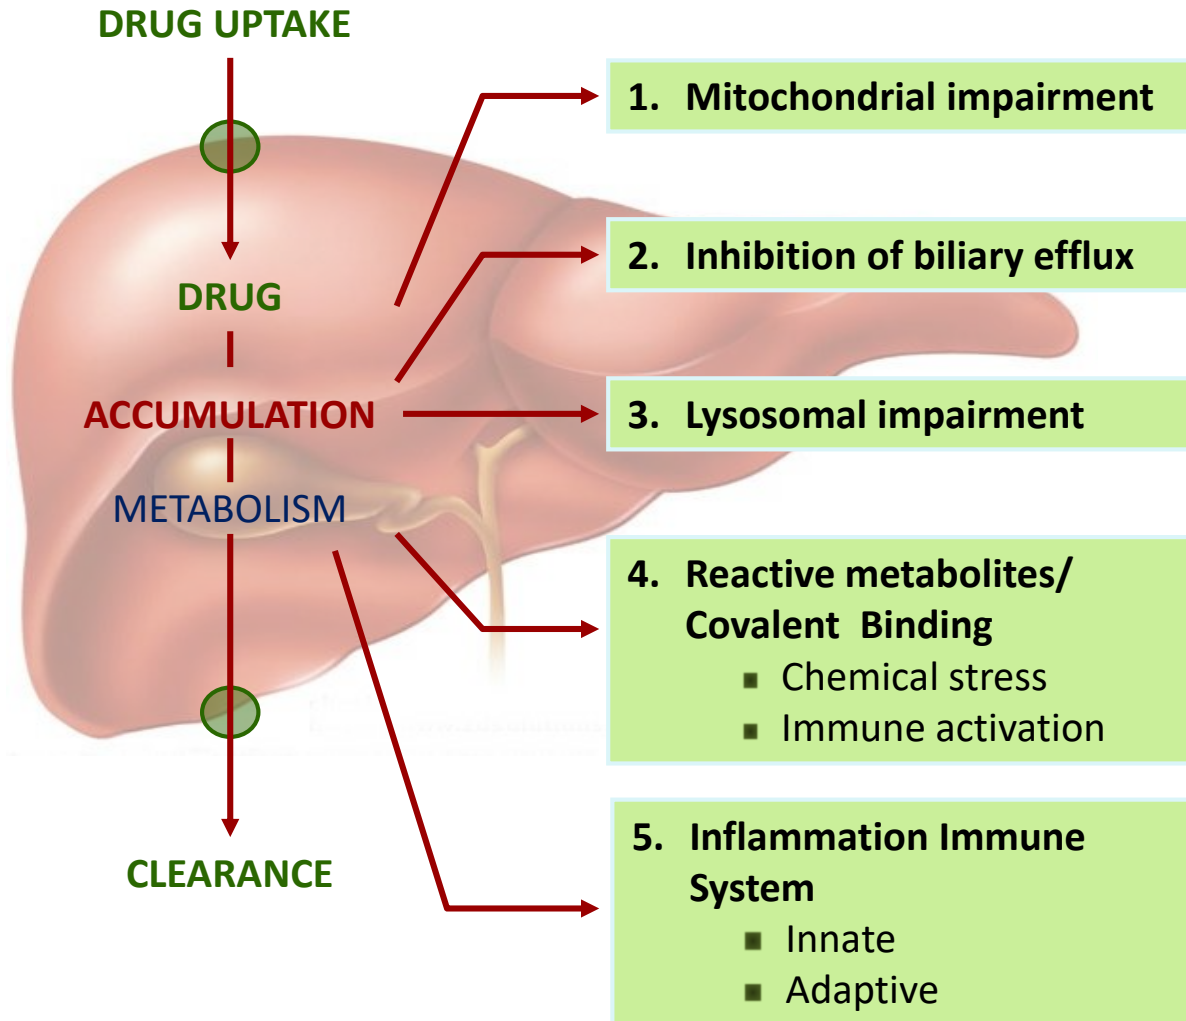 DRUG UPTAKE
DRUG
ACCUMULATION
METABOLISM
CLEARANCE
1. Mitochondrial impairment
2. Inhibition of biliary efflux
3. Lysosomal impairment
4. Reactive metabolites/
Covalent Binding
▪ Chemical stress
▪ Immune activation
5. Inflammation Immune
System
▪ Innate
▪ Adaptive